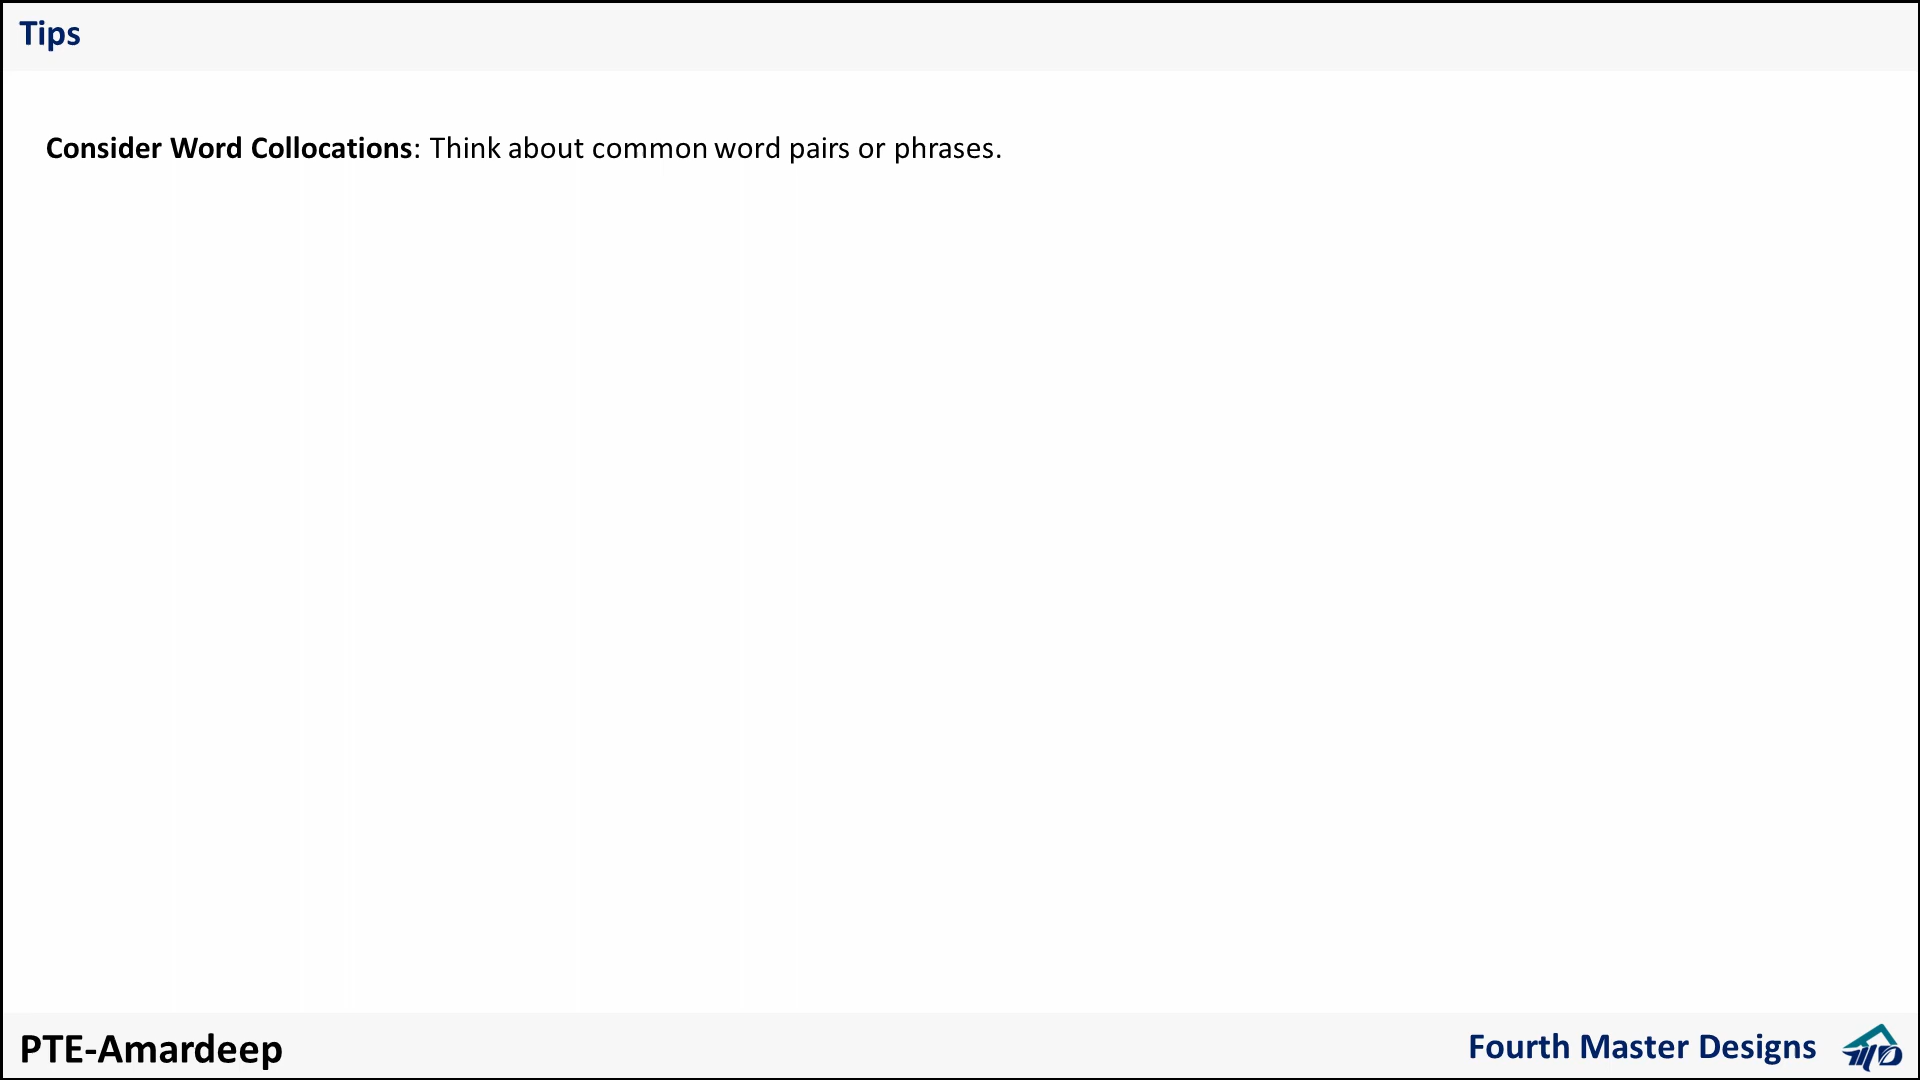 Tips
Consider Word Collocations: Think about common word pairs or phrases.
PTE-Amardeep
Fourth Master Designs